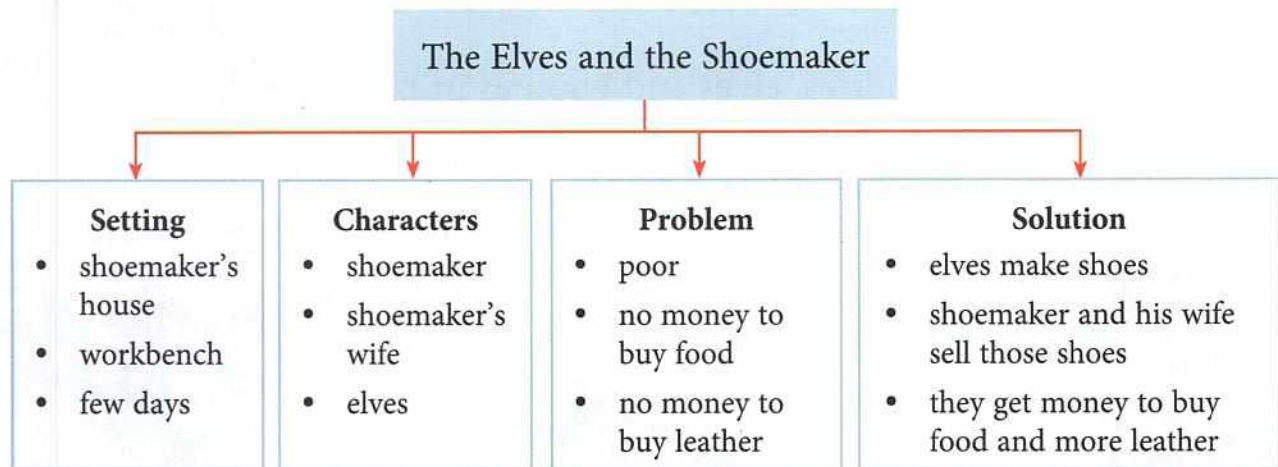 The Elves and the Shoemaker
Setting
• shoemaker's
house
• workbench
• few days
Characters
• shoemaker
• shoemaker's
wife
• elves
Problem
• poor
• no money to
buy food
• no money to
buy leather
Solution
• elves make shoes
• shoemaker and his wife
sell those shoes
• they get money to buy
food and more leather